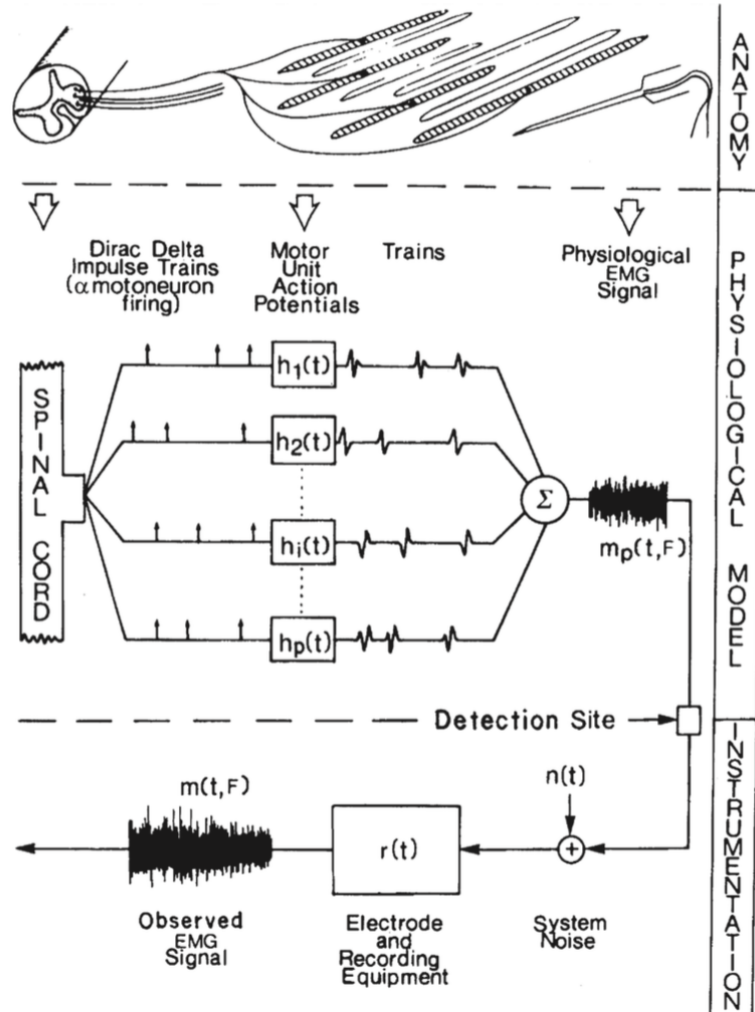 ANATOMY
Dirac Delta
Impulse Trains
(α motoneuron
firing)
Motor
Unit
Action
Potentials
Trains
Physiological
EMG
Signal
PHYSIOLOGICAL MODEL
SPINAL CORD
h1(t)
h2(t)
hi(t)
hp(t)
Σ
mp(t,F)
Detection Site
INSTRUMENTATION
m(t,F)
n(t)
r(t)
+
Observed
EMG
Signal
Electrode
and
Recording
Equipment
System
Noise